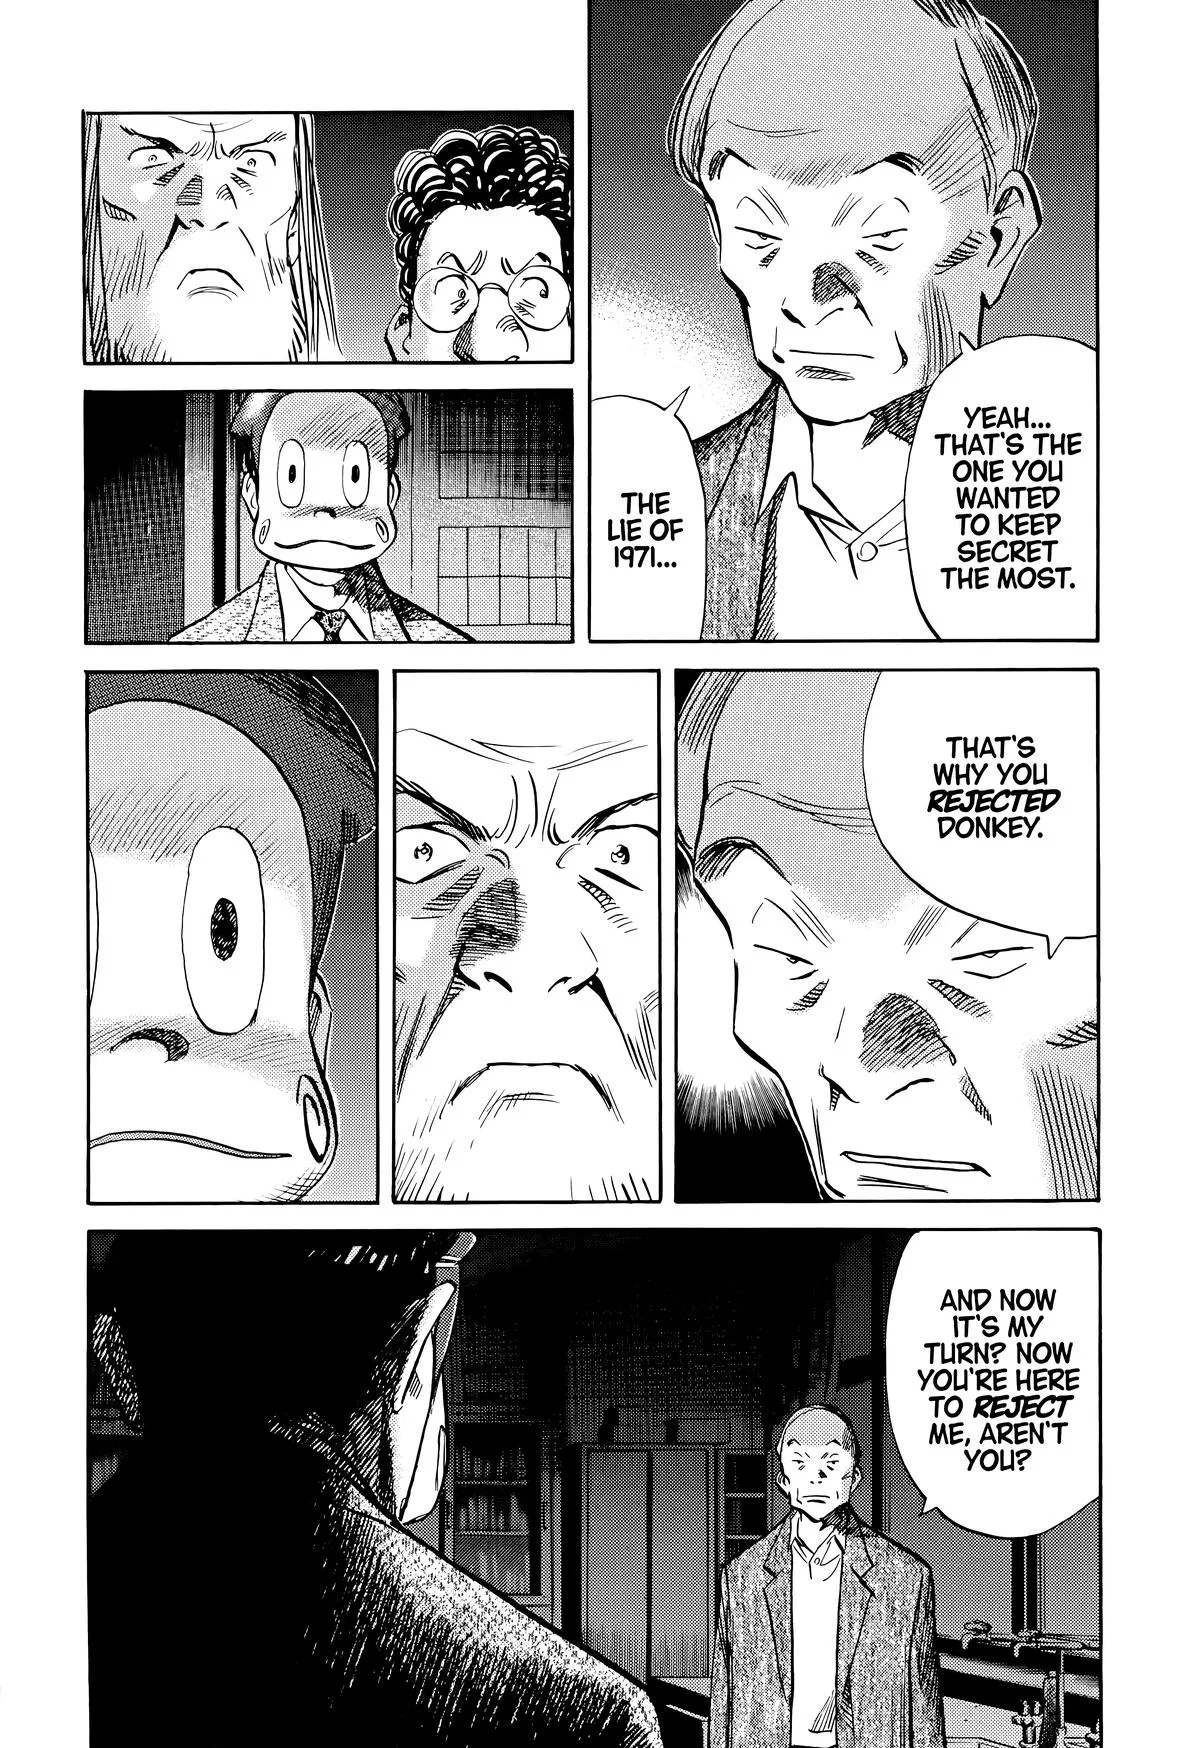 YEAH...
THAT'S THE
ONE YOU
WANTED
TO KEEP
SECRET
THE MOST.
THE
LIE OF
1971...
THAT'S
WHY YOU
REJECTED
DONKEY.
AND NOW
IT'S MY
TURN? NOW
YOU'RE HERE
TO REJECT
ME, AREN'T
YOU?